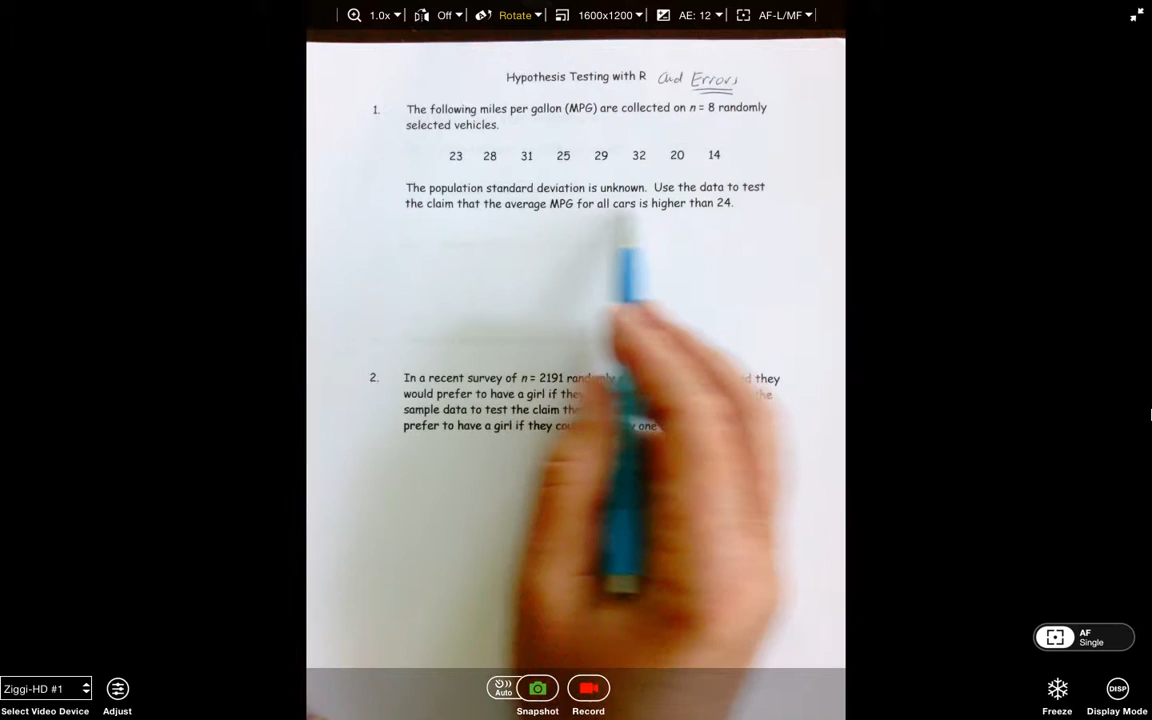 1.0x Off Rotate 1600x1200 AE: 12 AF-L/MF
Hypothesis Testing with R And Errors
1. The following miles per gallon (MPG) are collected on n = 8 randomly
selected vehicles.
23 28 31 25 29 32 20 14
The population standard deviation is unknown. Use the data to test
the claim that the average MPG for all cars is higher than 24.
2. In a recent survey of n = 2191 randomly they
would prefer to have a girl if the
sample data to test the claim
prefer to have a girl if they one
AF
Single
Ziggi-HD #1
Select Video Device
Adjust
Auto
Snapshot
Record
Freeze
DISP
Display Mode